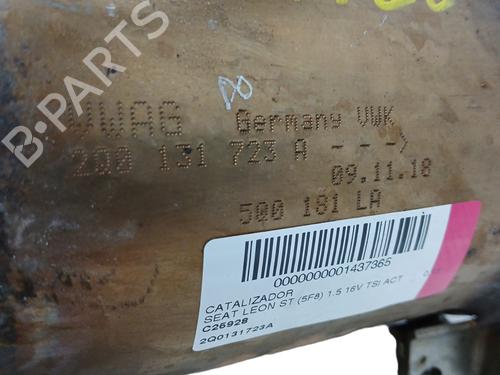 B-PARTS
VWAG Germany VWK
2Q0 131 723 A - - -
09.11.18
500 181 LA
0000000001437365
CATALIZADOR
SEAT LEON ST (5F8) 1.5 16V TSI ACT
C26928
2Q0131723A